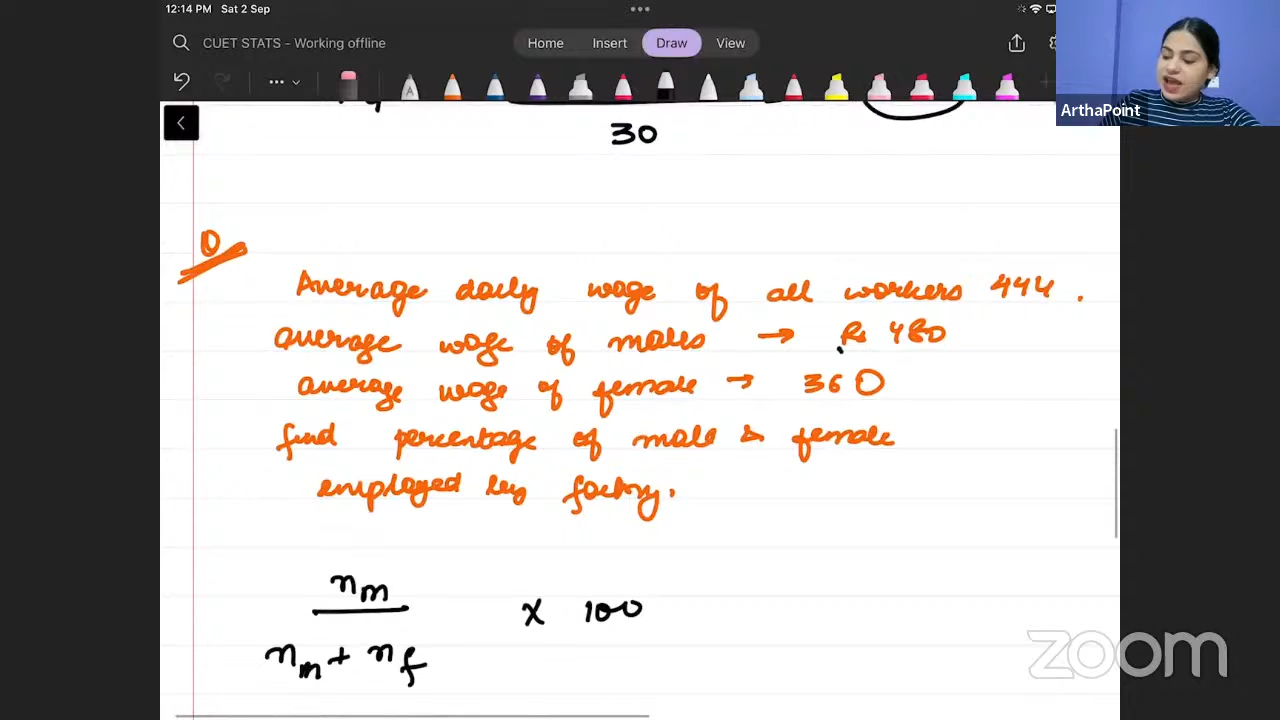 12:14 PM Sat 2 Sep
CUET STATS - Working offline
Home Insert Draw View
ArthaPoint
30
Q
Average daily wage of all workers 444.
average wage of males → Rs 480
average wage of female → 360
find percentage of male & female
employed by factory.
nm
nm + nf
x 100
zoom